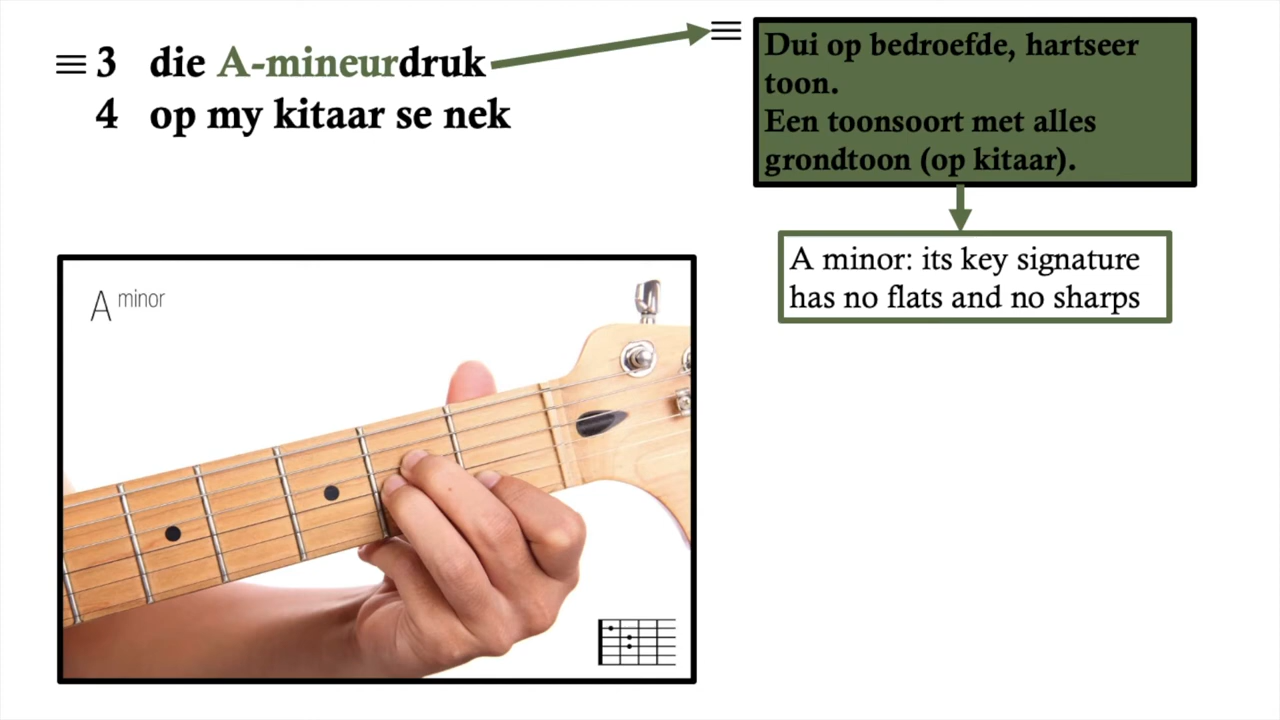 3 die A-mineurdruk
4 op my kitaar se nek
Dui op bedroefde, hartseer
toon.
Een toonsoort met alles
grondtoon (op kitaar).
A minor: its key signature
has no flats and no sharps
A minor